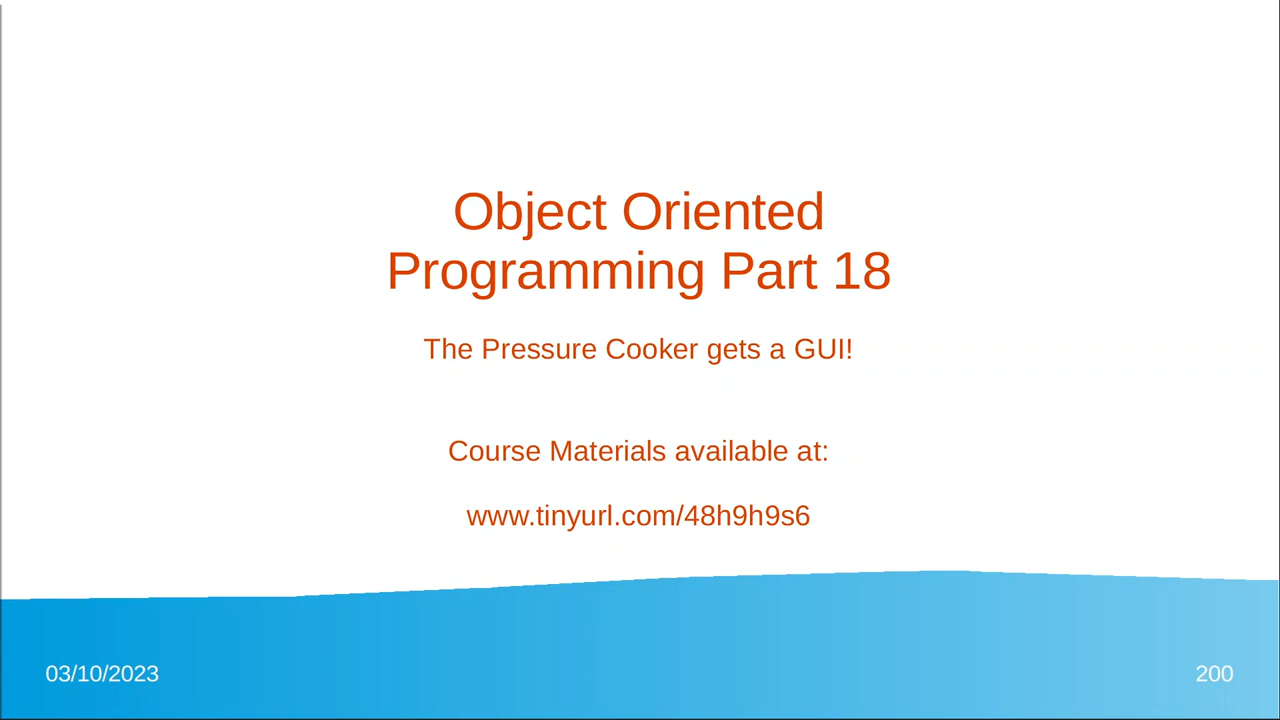 Object Oriented
Programming Part 18
The Pressure Cooker gets a GUI!
Course Materials available at:
www.tinyurl.com/48h9h9s6
03/10/2023
200